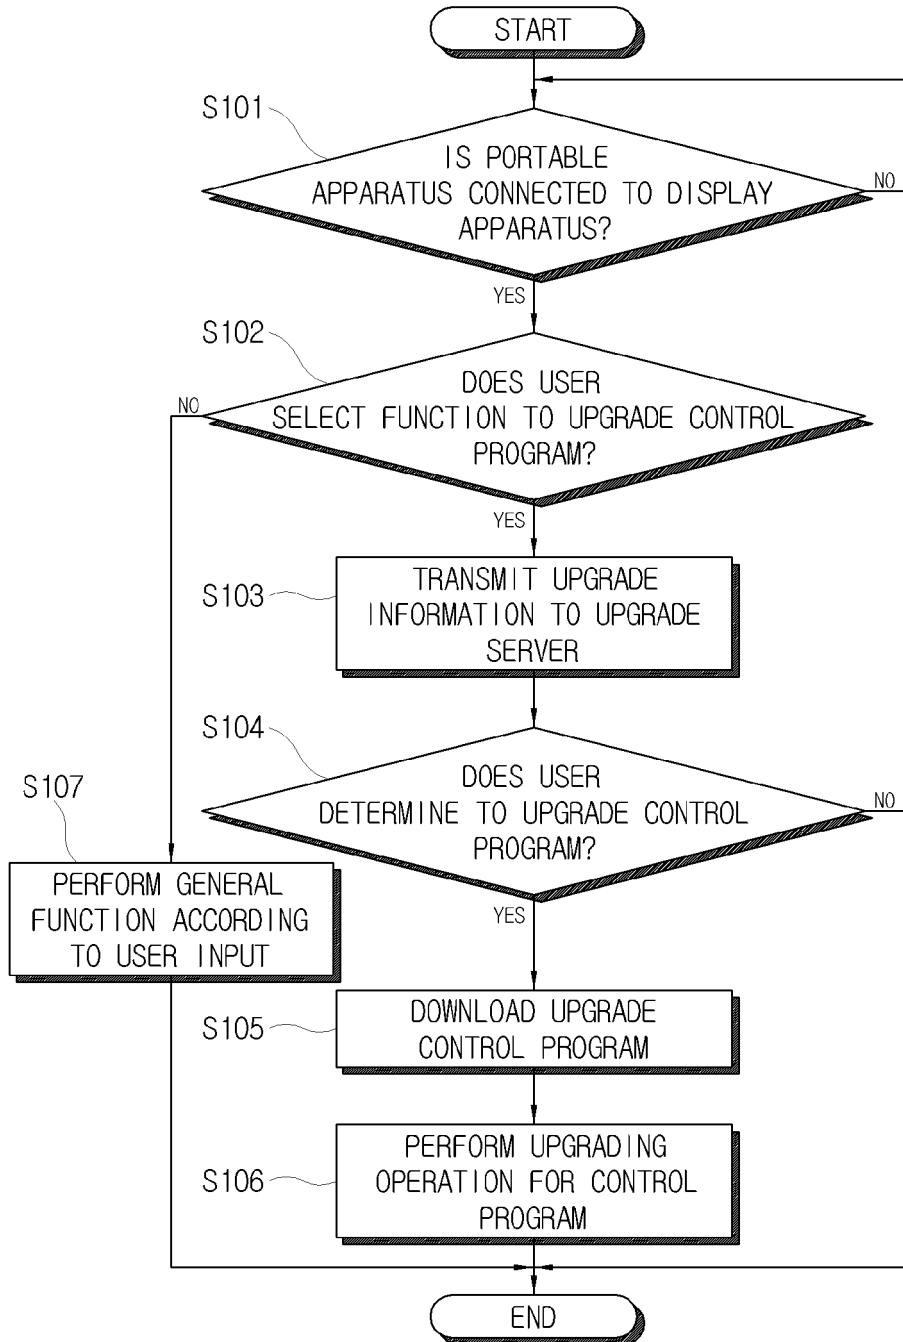 START
S101
IS PORTABLE
APPARATUS CONNECTED TO DISPLAY
APPARATUS?
NO
YES
S102
DOES USER
SELECT FUNCTION TO UPGRADE CONTROL
PROGRAM?
NO
YES
S103
TRANSMIT UPGRADE
INFORMATION TO UPGRADE
SERVER
S104
DOES USER
DETERMINE TO UPGRADE CONTROL
PROGRAM?
NO
YES
S107
PERFORM GENERAL
FUNCTION ACCORDING
TO USER INPUT
S105
DOWNLOAD UPGRADE
CONTROL PROGRAM
S106
PERFORM UPGRADING
OPERATION FOR CONTROL
PROGRAM
END